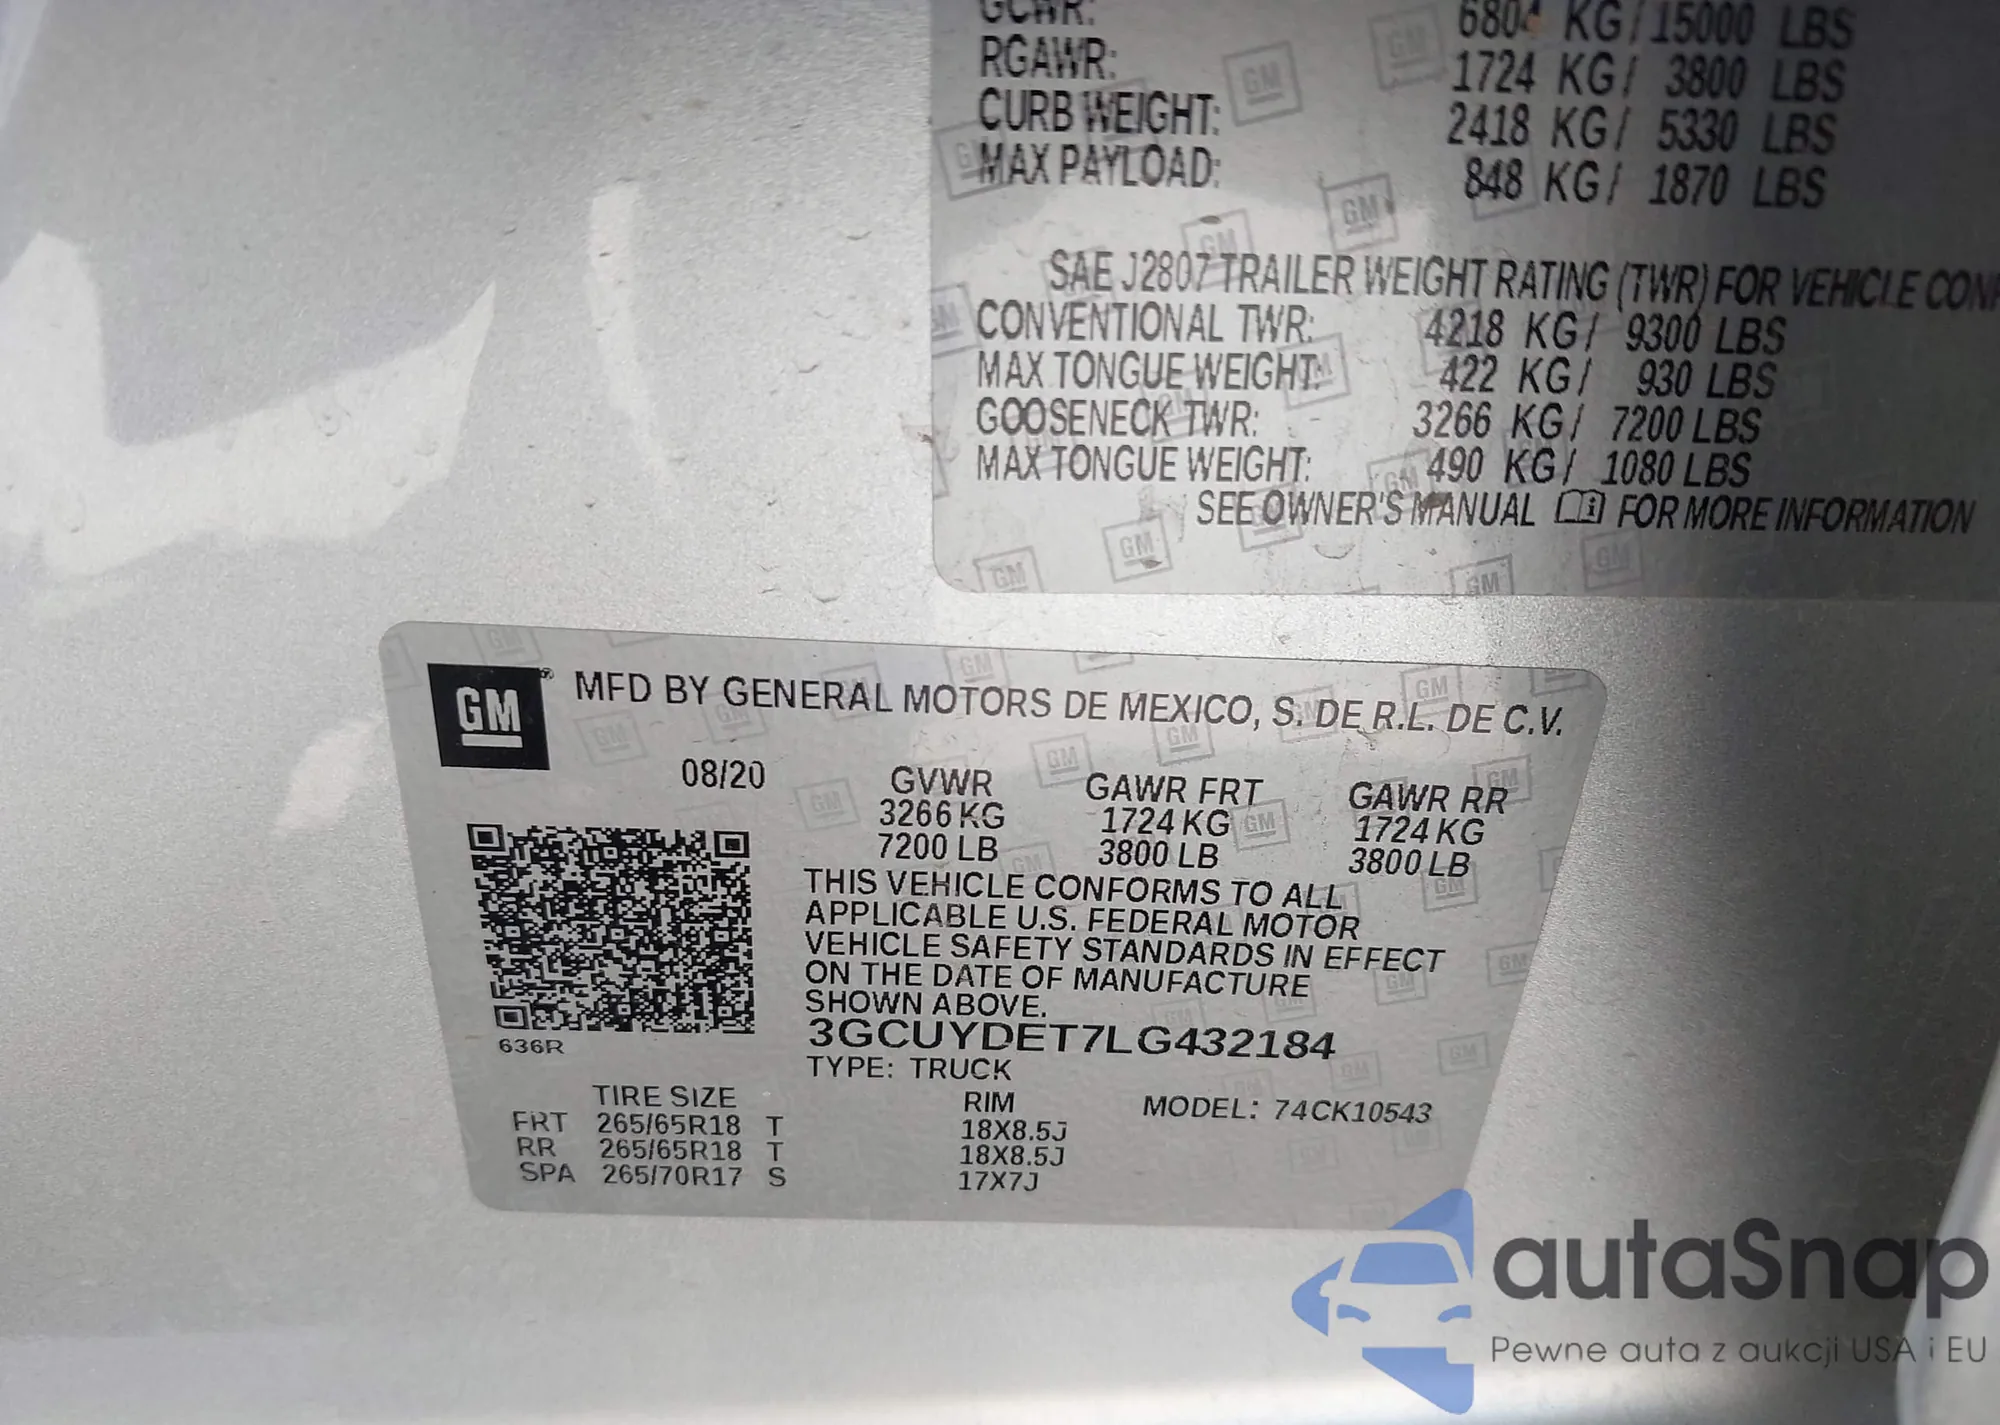 GCWR: 6804 KG/ 15000 LBS
RGAWR: 1724 KG/ 3800 LBS
CURB WEIGHT: 2418 KG/ 5330 LBS
MAX PAYLOAD: 848 KG/ 1870 LBS
SAE J2807 TRAILER WEIGHT RATING (TWR) FOR VEHICLE CONF
CONVENTIONAL TWR: 4218 KG/ 9300 LBS
MAX TONGUE WEIGHT: 422 KG/ 930 LBS
GOOSENECK TWR: 3266 KG/ 7200 LBS
MAX TONGUE WEIGHT: 490 KG/ 1080 LBS
SEE OWNER'S MANUAL FOR MORE INFORMATION
GM® MFD BY GENERAL MOTORS DE MEXICO, S. DE R.L. DE C.V.
08/20 GVWR GAWR FRT GAWR RR
3266 KG 1724 KG 1724 KG
7200 LB 3800 LB 3800 LB
THIS VEHICLE CONFORMS TO ALL
APPLICABLE U.S. FEDERAL MOTOR
VEHICLE SAFETY STANDARDS IN EFFECT
ON THE DATE OF MANUFACTURE
SHOWN ABOVE.
3GCUYDET7LG432184
636R
TYPE: TRUCK
TIRE SIZE RIM MODEL: 74CK10543
FRT 265/65R18 T 18X8.5J
RR 265/65R18 T 18X8.5J
SPA 265/70R17 S 17X7J
autaSnap
Pewne auta z aukcji USA i EU